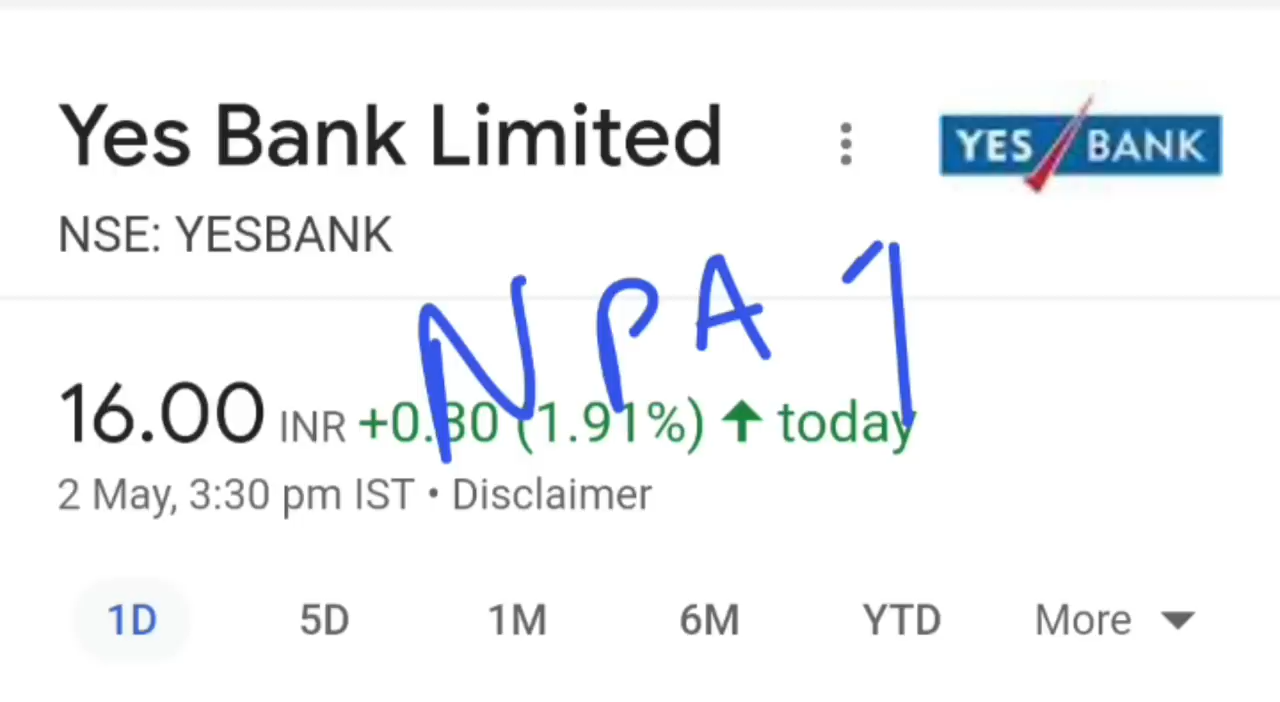 Yes Bank Limited
YES BANK
NSE: YESBANK
NPA 1
16.00 INR +0.30 (1.91%) ↑ today
2 May, 3:30 pm IST • Disclaimer
1D 5D 1M 6M YTD More